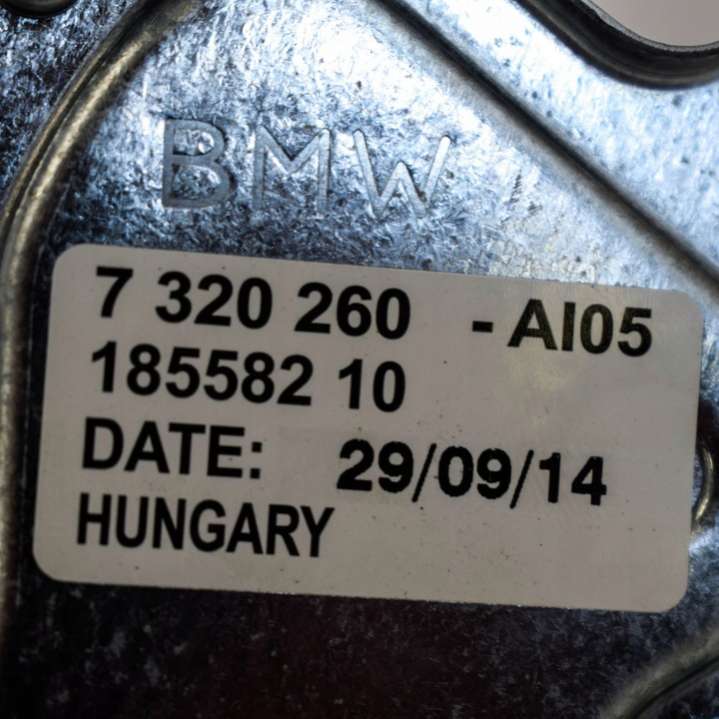 BMW
7 320 260 - AI05
185582 10
DATE: 29/09/14
HUNGARY